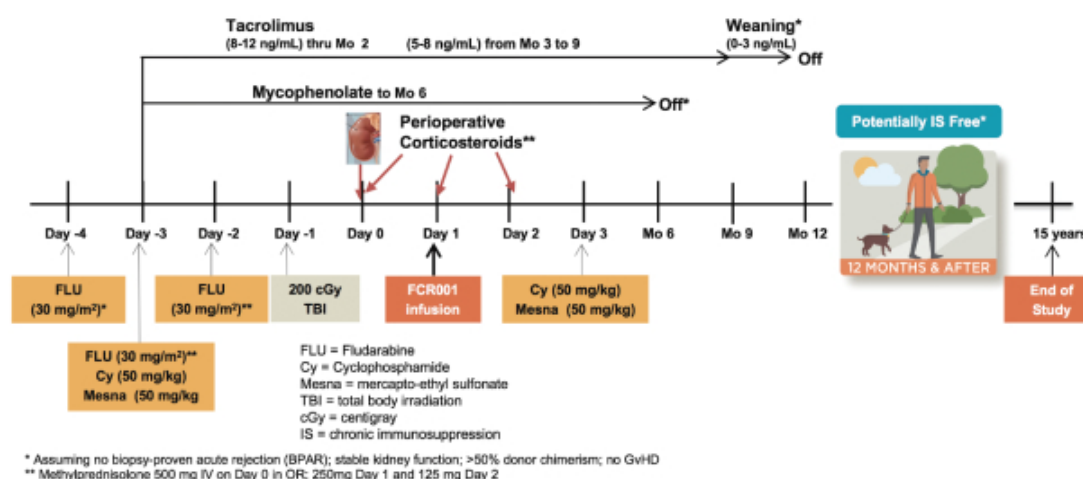 Tacrolimus
(8-12 ng/mL) thru Mo 2
(5-8 ng/mL) from Mo 3 to 9
Weaning*
(0-3 ng/mL)
Off
Mycophenolate to Mo 6
Off*
Perioperative
Corticosteroids**
Potentially IS Free*
Day -4
Day -3
Day -2
Day -1
Day 0
Day 1
Day 2
Day 3
Mo 6
Mo 9
Mo 12
15 years
12 MONTHS & AFTER
FLU
(30 mg/m²)*
FLU
(30 mg/m²)**
200 cGy
TBI
FCR001
infusion
Cy (50 mg/kg)
Mesna (50 mg/kg)
End of
Study
FLU (30 mg/m²)**
Cy (50 mg/kg)
Mesna (50 mg/kg
FLU = Fludarabine
Cy = Cyclophosphamide
Mesna = mercapto-ethyl sulfonate
TBI = total body irradiation
cGy = centigray
IS = chronic immunosuppression
* Assuming no biopsy-proven acute rejection (BPAR); stable kidney function; >50% donor chimerism; no GvHD
** Methylprednisolone 500 mg IV on Day 0 in OR; 250mg Day 1 and 125 mg Day 2